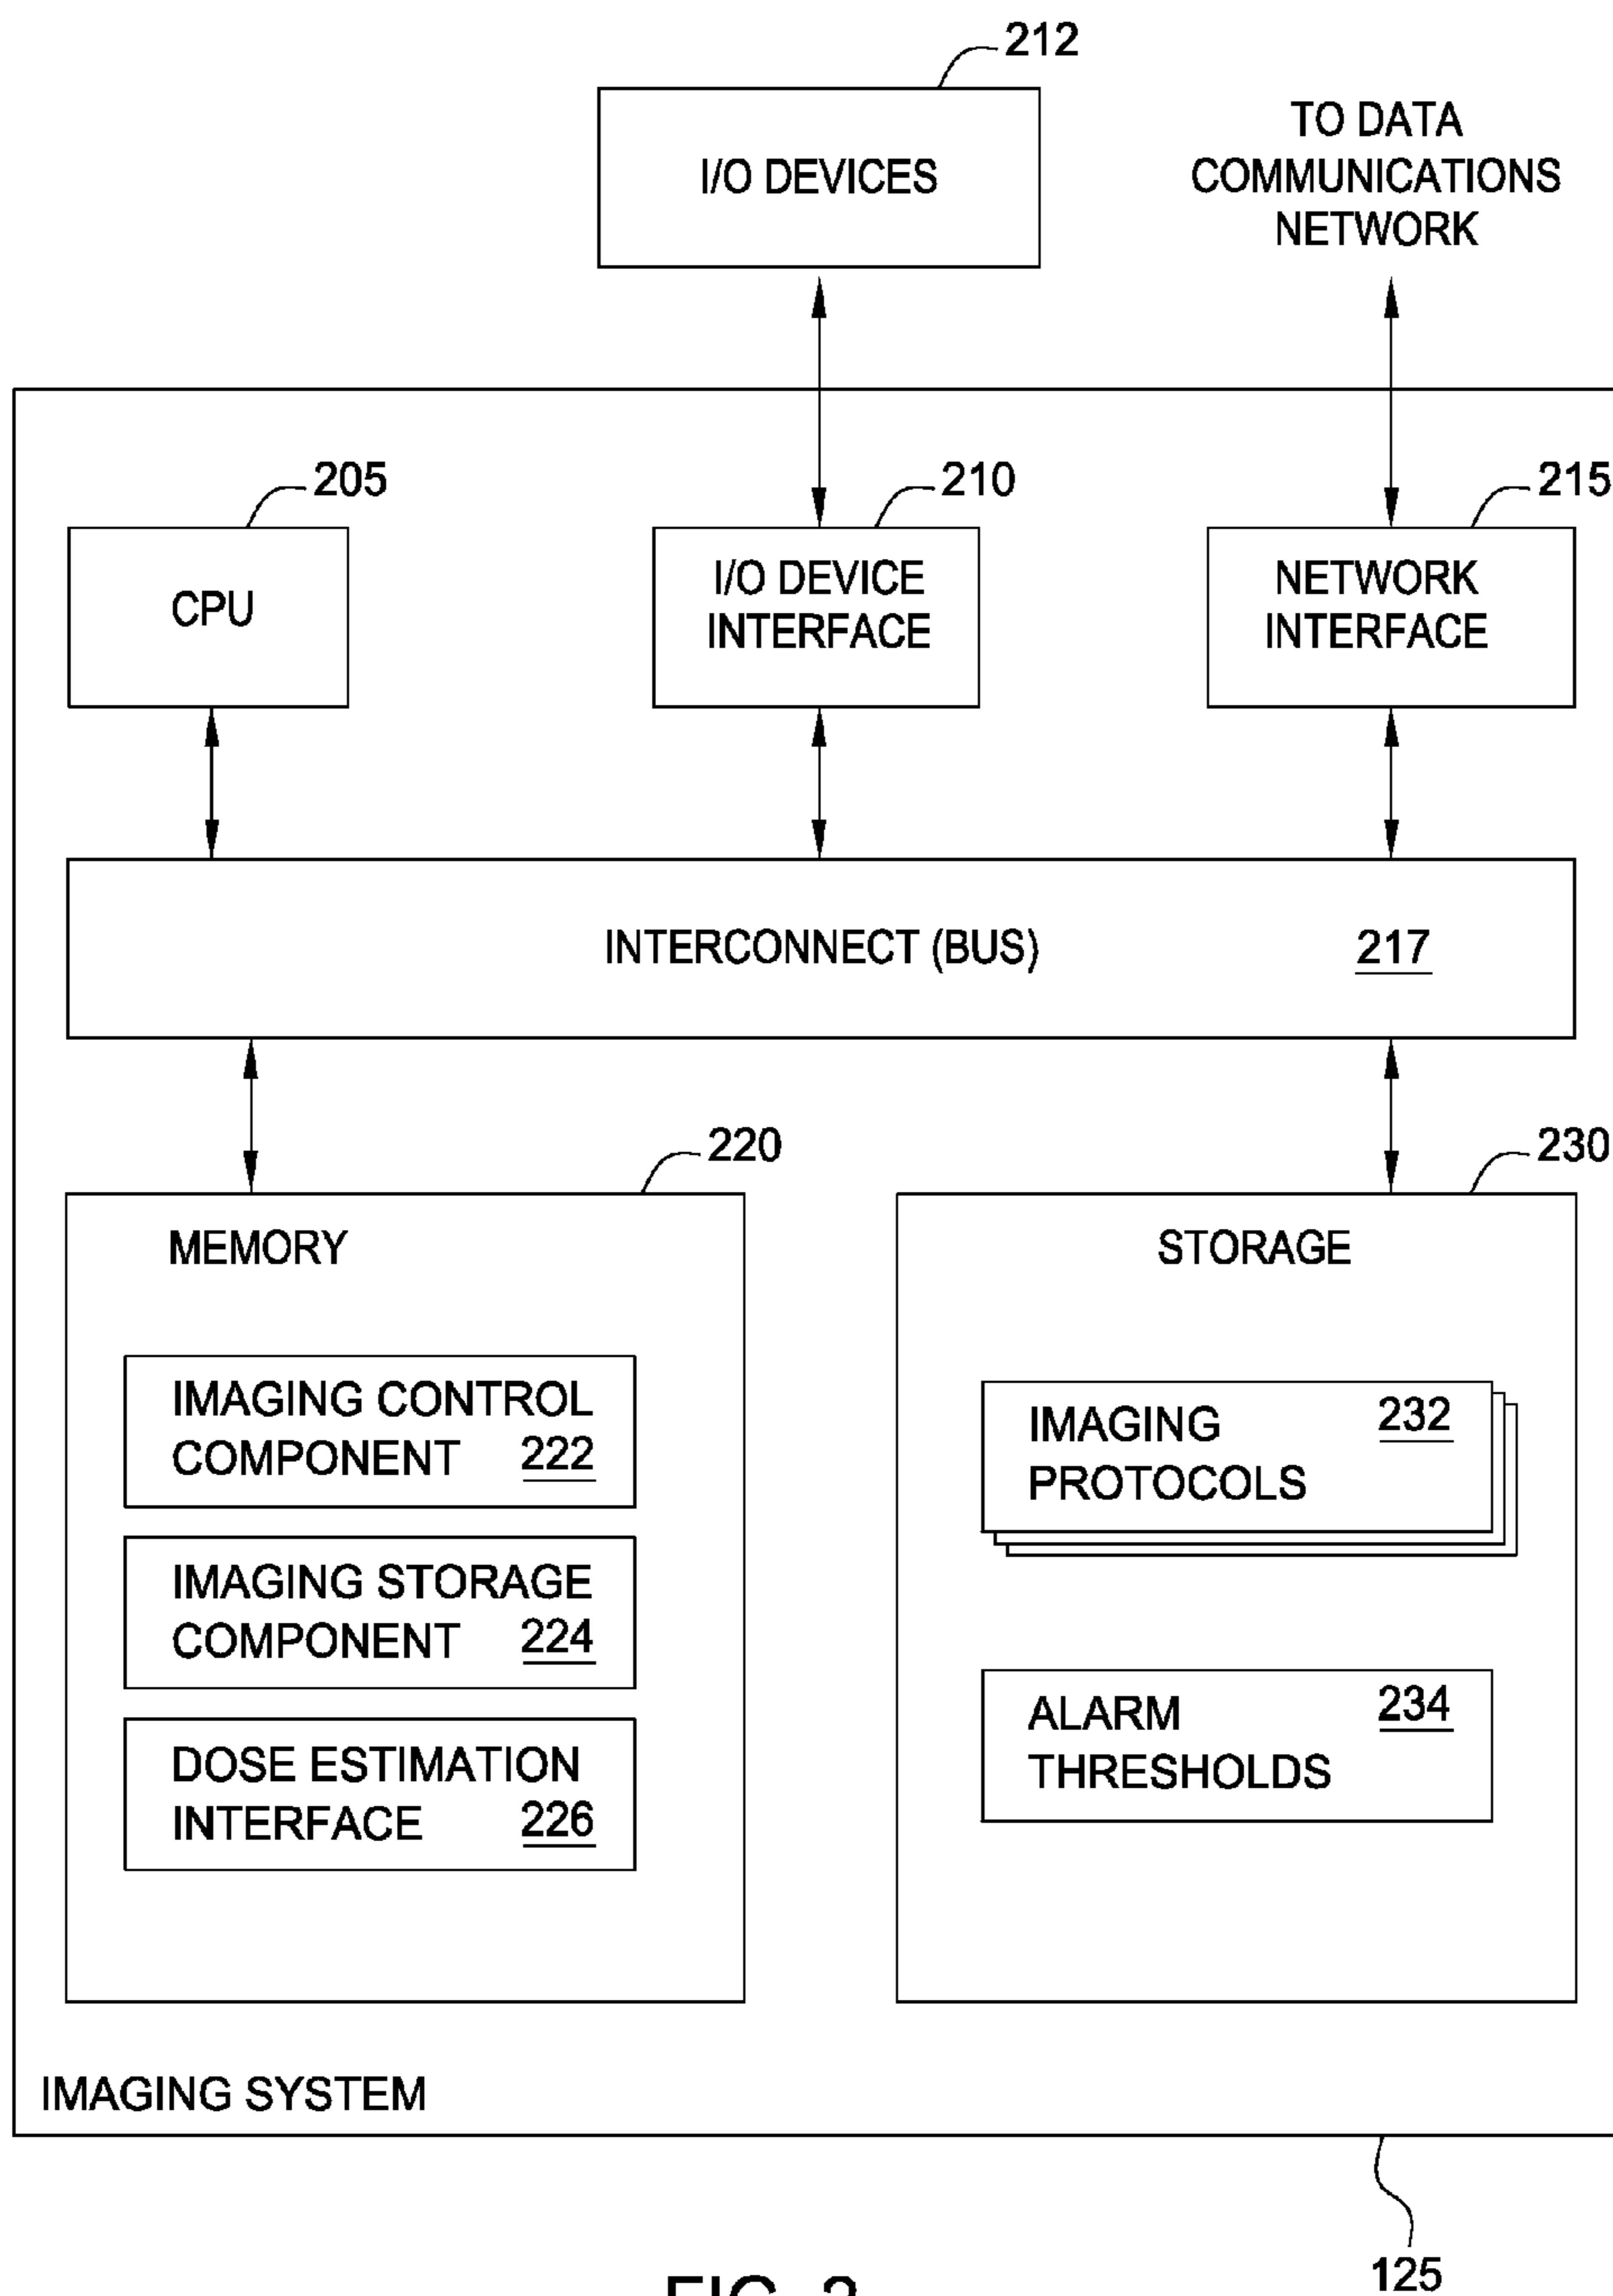 212
I/O DEVICES
TO DATA
COMMUNICATIONS
NETWORK
205
210
215
CPU
I/O DEVICE
INTERFACE
NETWORK
INTERFACE
INTERCONNECT (BUS)
217
220
230
MEMORY
STORAGE
IMAGING CONTROL
COMPONENT 222
IMAGING STORAGE
COMPONENT 224
DOSE ESTIMATION
INTERFACE 226
IMAGING 232
PROTOCOLS
ALARM 234
THRESHOLDS
IMAGING SYSTEM
125